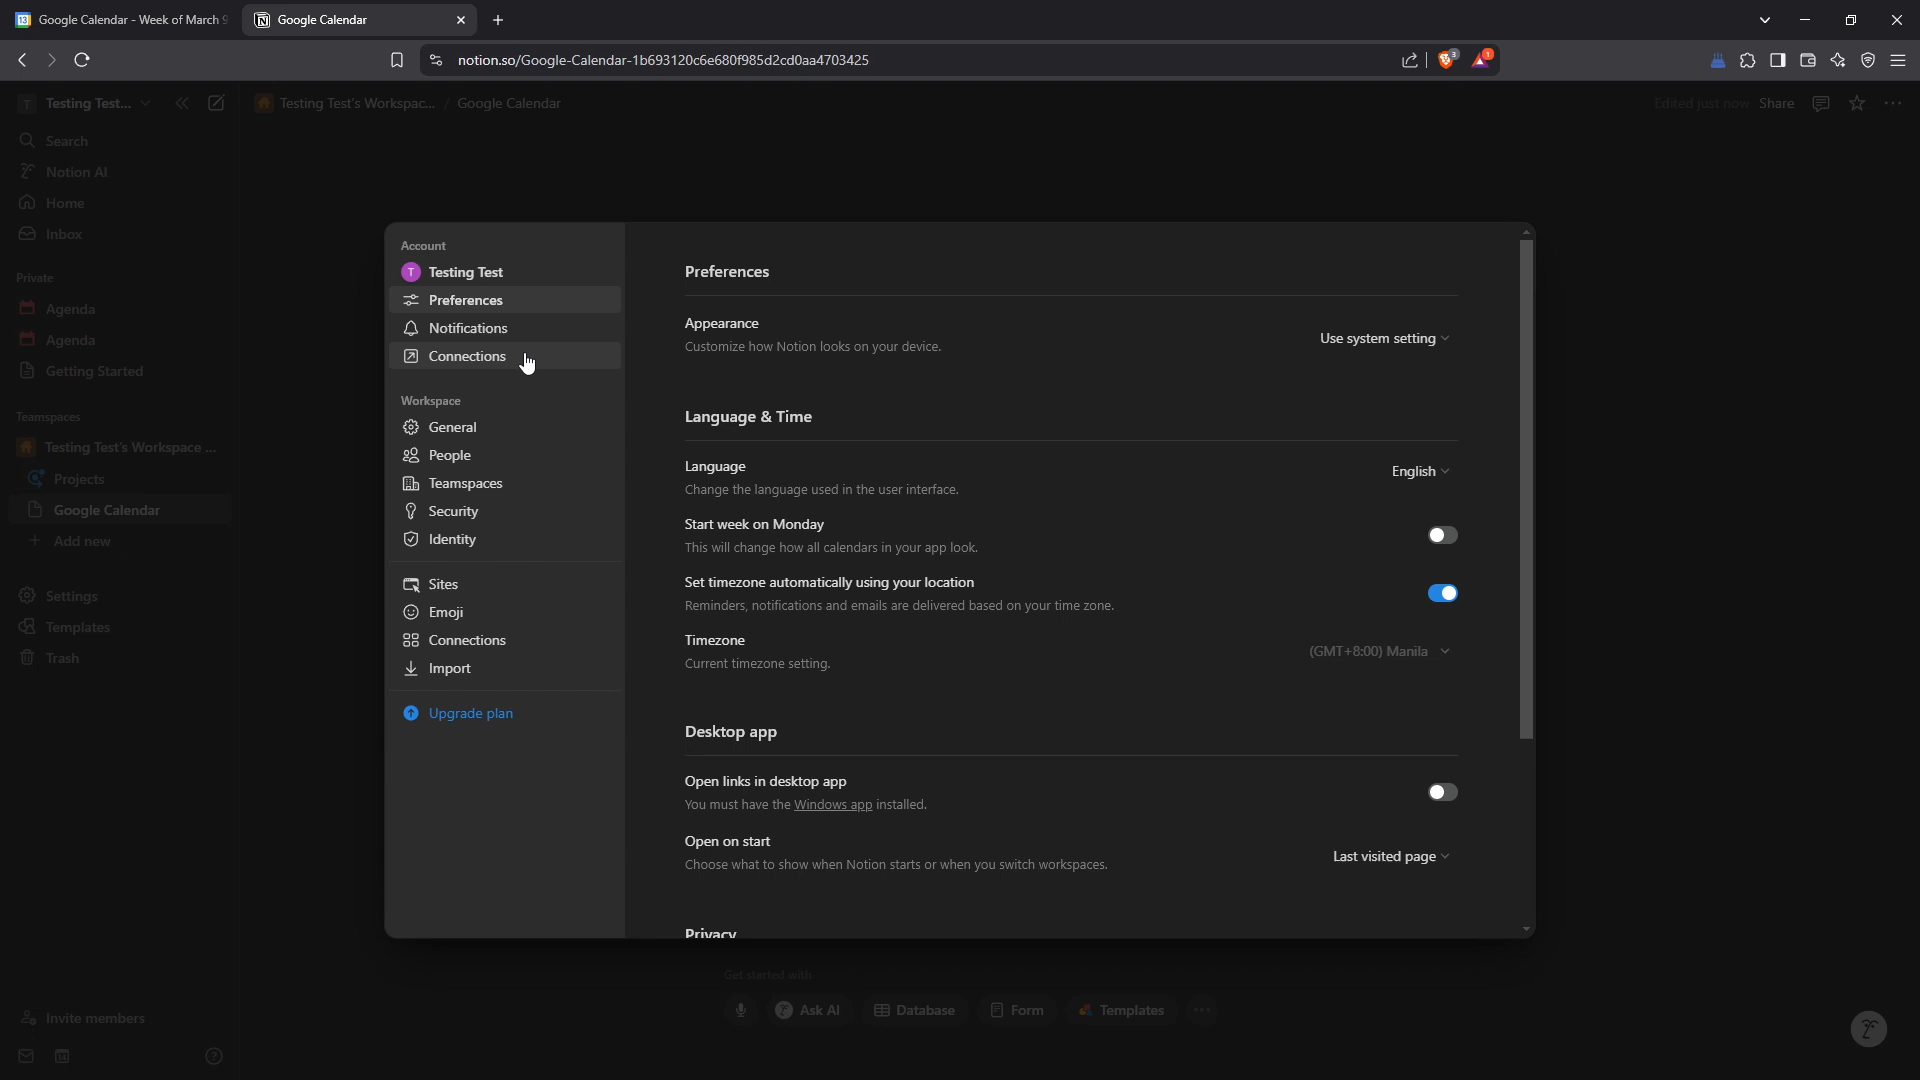 Google Calendar - Week of March 9
Google Calendar
notion.so/Google-Calendar-1b693120c6e680f985d2cd0aa4703425
3
1
T Testing Test...
Testing Test's Workspac... / Google Calendar
Edited just now Share
Search
Notion AI
Home
Inbox
Private
Agenda
Agenda
Getting Started
Teamspaces
Testing Test's Workspace ...
Projects
Google Calendar
+ Add new
Settings
Templates
Trash
Invite members
Account
T Testing Test
Preferences
Notifications
Connections
Workspace
General
People
Teamspaces
Security
Identity
Sites
Emoji
Connections
Import
Upgrade plan
Preferences
Appearance
Customize how Notion looks on your device.
Use system setting
Language & Time
Language
Change the language used in the user interface.
English
Start week on Monday
This will change how all calendars in your app look.
Set timezone automatically using your location
Reminders, notifications and emails are delivered based on your time zone.
Timezone
Current timezone setting.
(GMT+8:00) Manila
Desktop app
Open links in desktop app
You must have the Windows app installed.
Open on start
Choose what to show when Notion starts or when you switch workspaces.
Last visited page
Privacy
Get started with
Ask AI
Database
Form
Templates